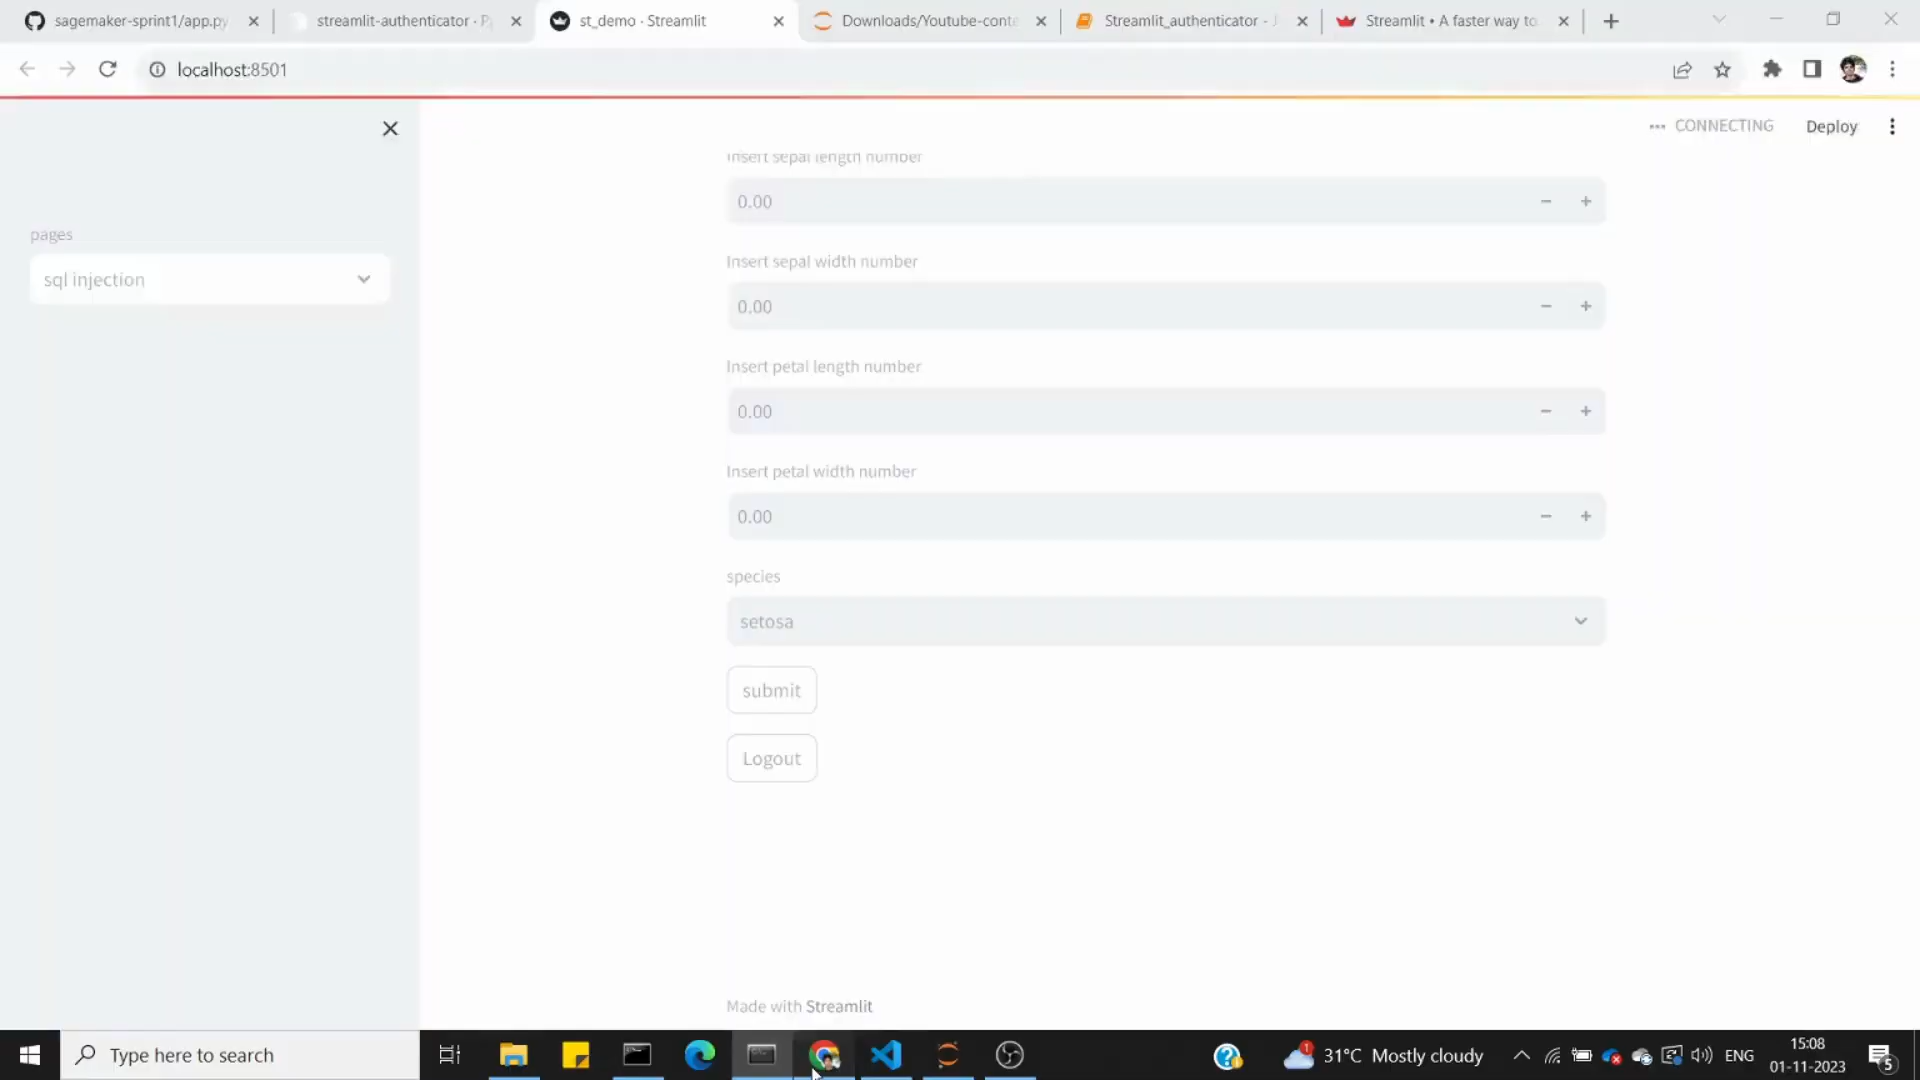 sagemaker-sprint1/app.py
streamlit-authenticator · Py
st_demo · Streamlit
Downloads/Youtube-conte
Streamlit_authenticator - J
Streamlit • A faster way to
localhost:8501
CONNECTING
Deploy
pages
sql injection
Insert sepal length number
0.00
Insert sepal width number
0.00
Insert petal length number
0.00
Insert petal width number
0.00
species
setosa
submit
Logout
Made with Streamlit
Type here to search
1
31°C Mostly cloudy
ENG
15:08
01-11-2023
5